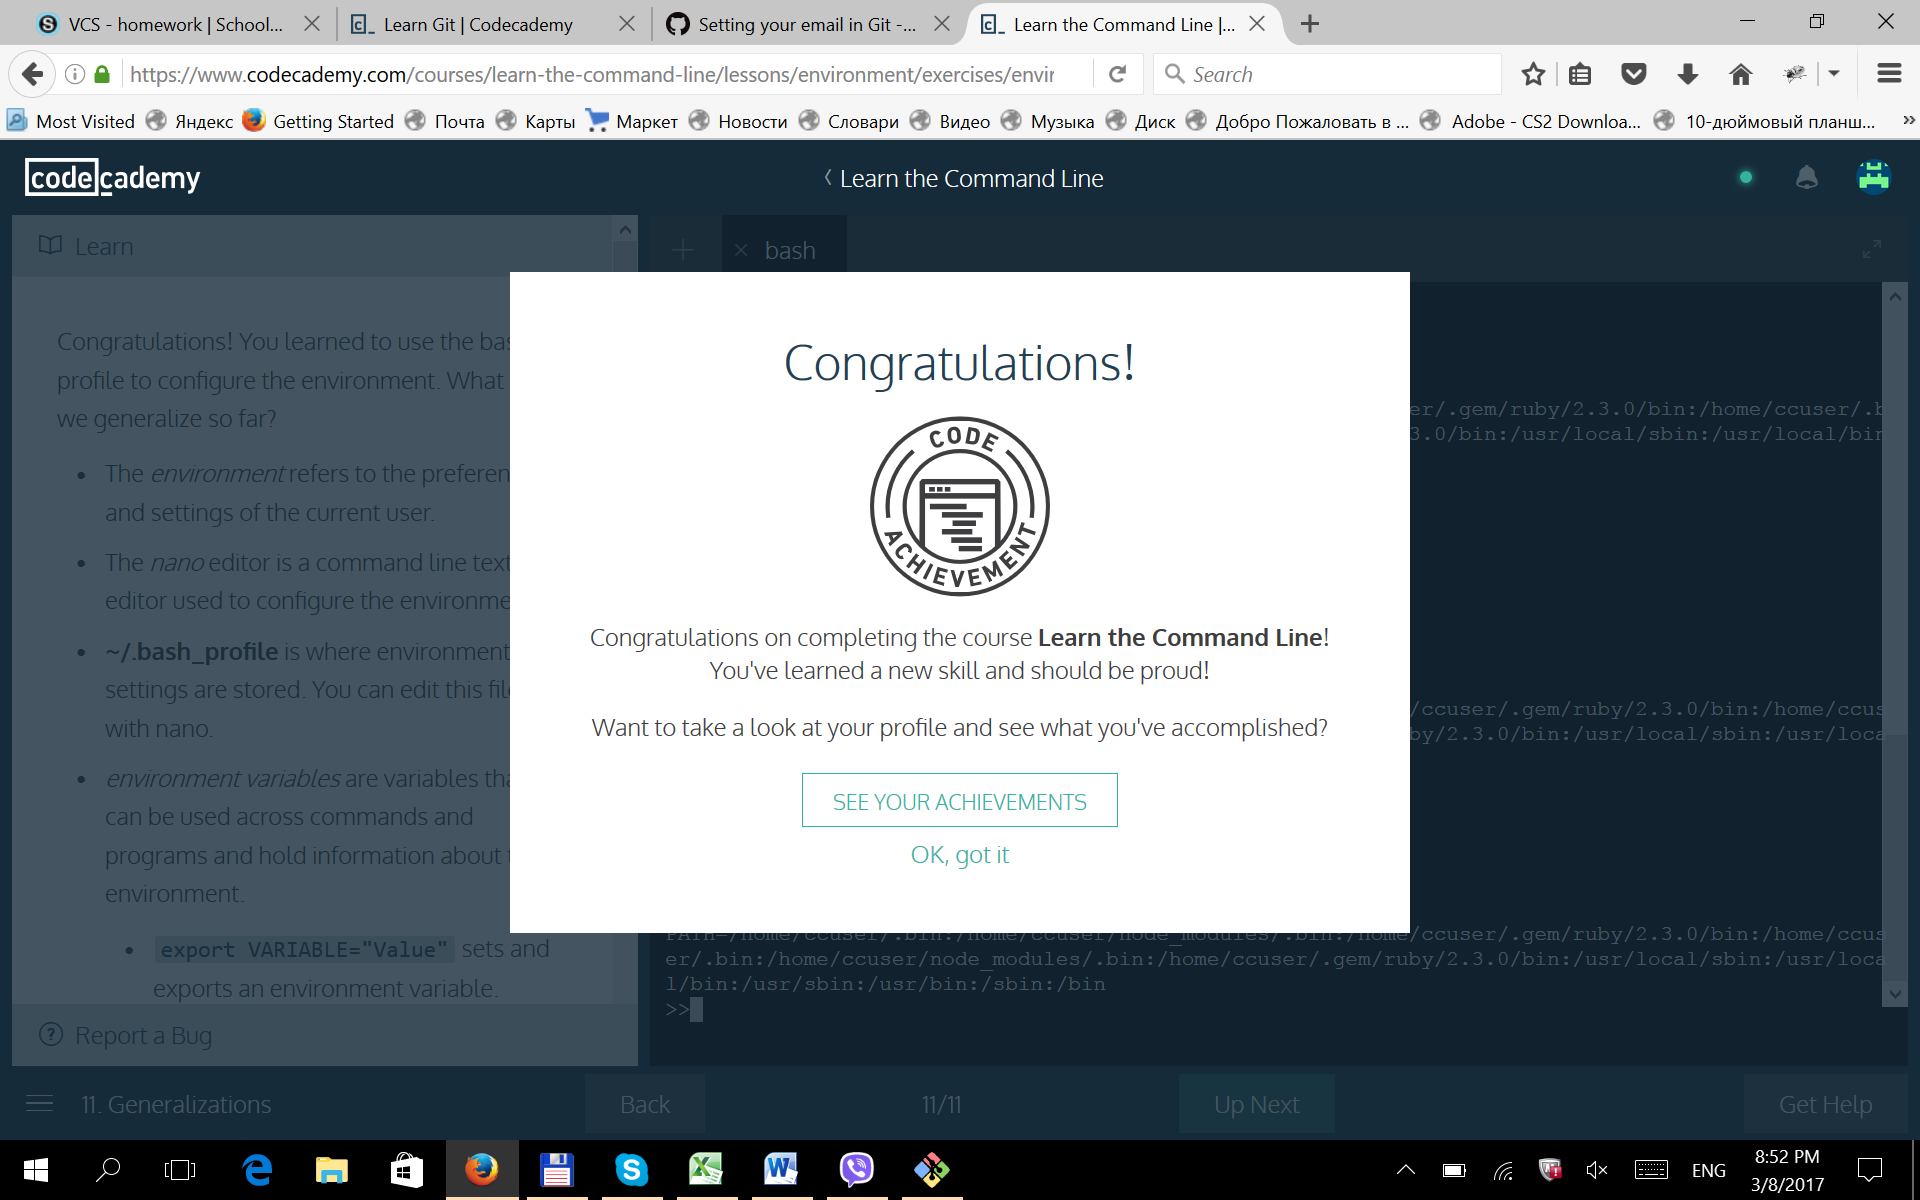 VCS - homework | School...
Learn Git | Codecademy
Setting your email in Git -...
Learn the Command Line |...
https://www.codecademy.com/courses/learn-the-command-line/lessons/environment/exercises/envir
Search
Most Visited
Яндекс
Getting Started
Почта
Карты
Маркет
Новости
Словари
Видео
Музыка
Диск
Добро Пожаловать в ...
Adobe - CS2 Downloa...
10-дюймовый планш...
codecademy
Learn the Command Line
Learn
bash
Congratulations! You learned to use the bas
profile to configure the environment. What
we generalize so far?
• The environment refers to the preferen
and settings of the current user.
• The nano editor is a command line text
editor used to configure the environme
• ~/.bash_profile is where environment
settings are stored. You can edit this file
with nano.
• environment variables are variables tha
can be used across commands and
programs and hold information about
environment.
• export VARIABLE="Value" sets and
exports an environment variable.
Report a Bug
Congratulations!
CODE
ACHIEVEMENT
Congratulations on completing the course Learn the Command Line!
You've learned a new skill and should be proud!
Want to take a look at your profile and see what you've accomplished?
SEE YOUR ACHIEVEMENTS
OK, got it
er/.gem/ruby/2.3.0/bin:/home/ccuser/.b
3.0/bin:/usr/local/sbin:/usr/local/bin
/ccuser/.gem/ruby/2.3.0/bin:/home/ccus
by/2.3.0/bin:/usr/local/sbin:/usr/loca
PATH=/home/ccuser/.bin:/home/ccuser/node_modules/.bin:/home/ccuser/.gem/ruby/2.3.0/bin:/home/ccus
er/.bin:/home/ccuser/node_modules/.bin:/home/ccuser/.gem/ruby/2.3.0/bin:/usr/local/sbin:/usr/loca
l/bin:/usr/sbin:/usr/bin:/sbin:/bin
>>
11. Generalizations
Back
11/11
Up Next
Get Help
ENG
8:52 PM
3/8/2017